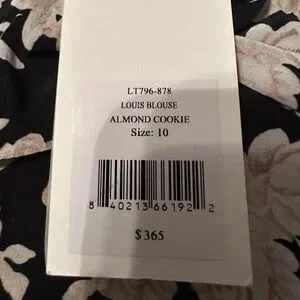 LT796-878
LOUIS BLOUSE
ALMOND COOKIE
Size: 10
8 40213 66192 2
$365